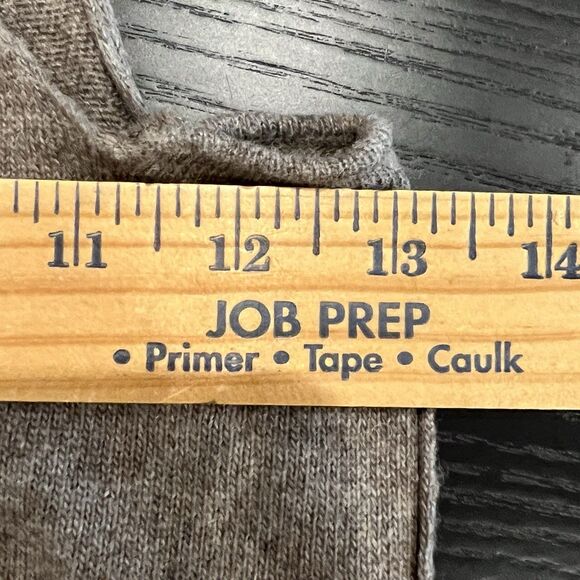 11 12 13 14
JOB PREP
• Primer • Tape • Caulk